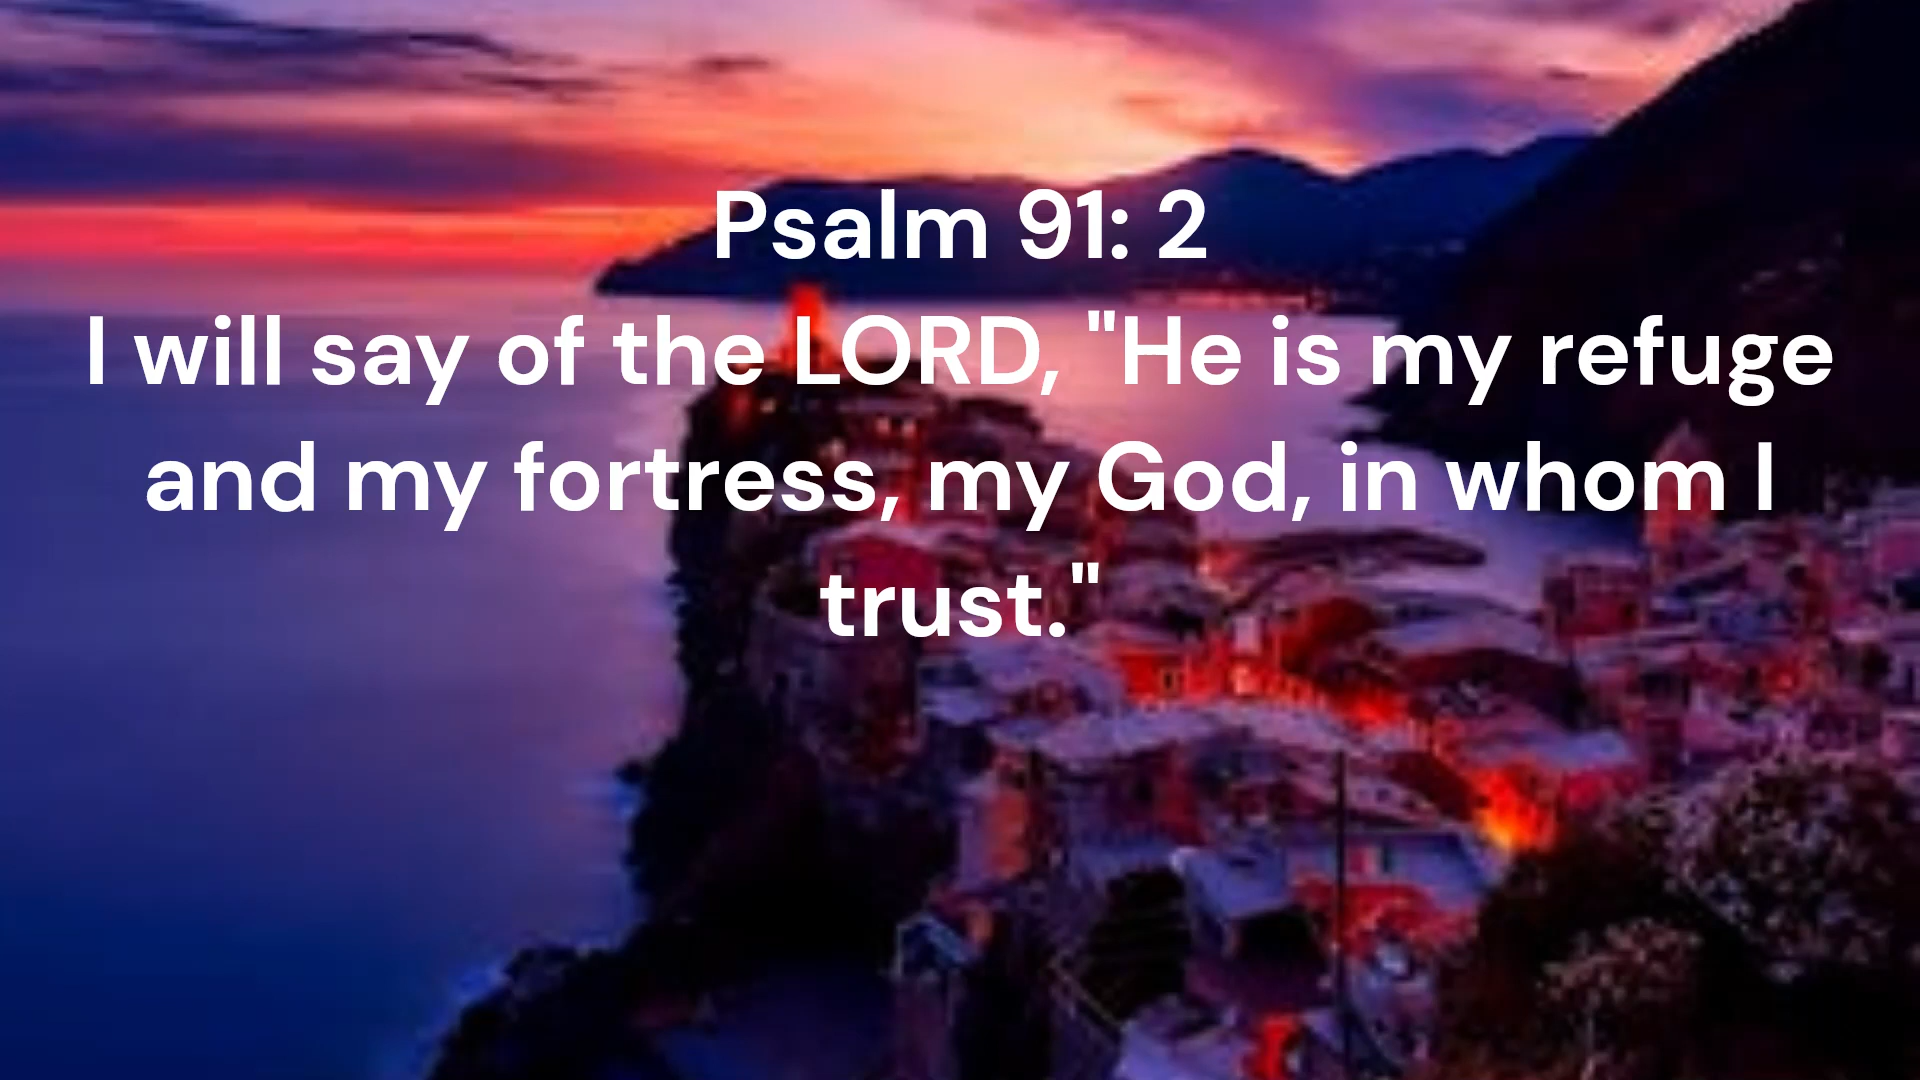 Psalm 91: 2
I will say of the LORD, "He is my refuge
and my fortress, my God, in whom I
trust."